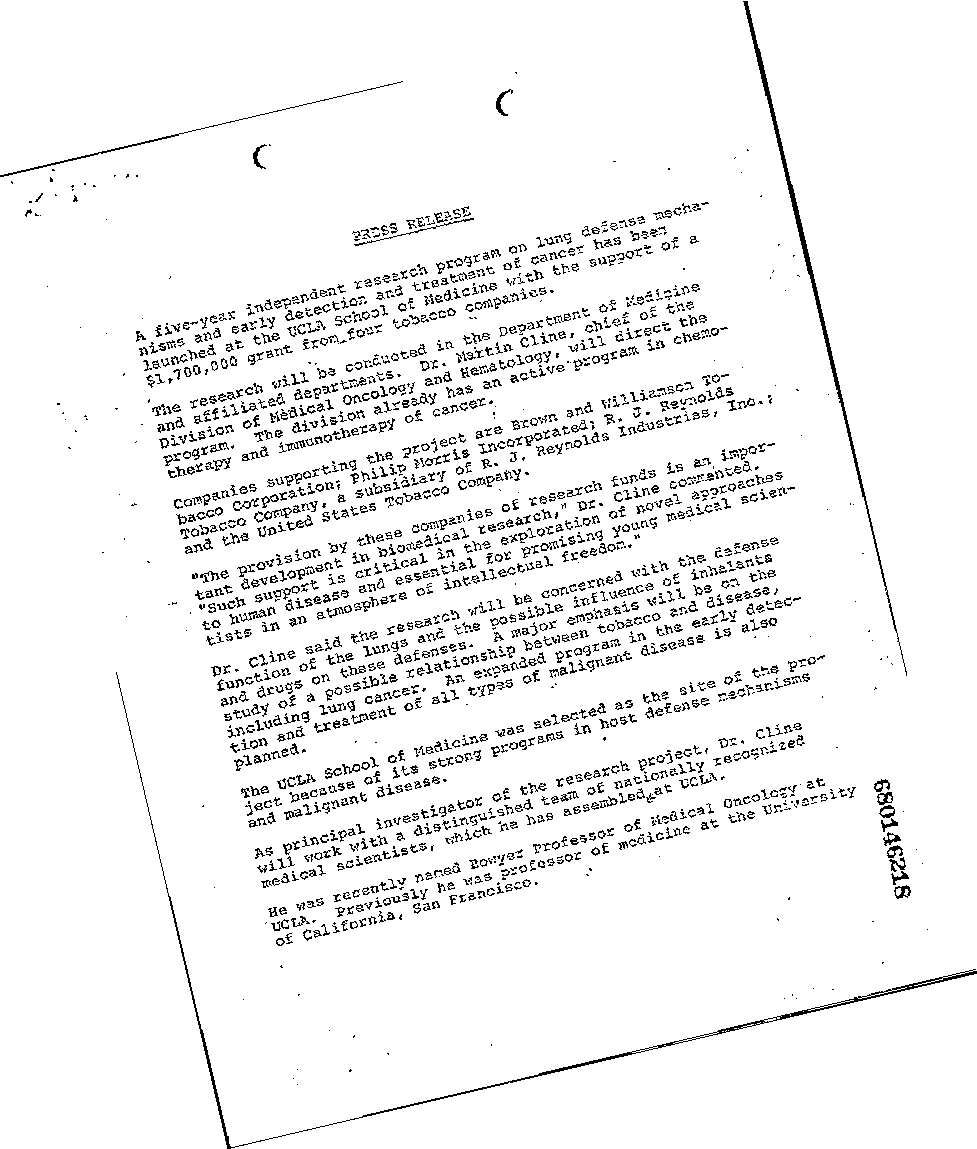 PRESS RELEASE
A five-year independent research program on lung defense mecha-
nisms and early detection and treatment of cancer has been
launched at the UCLA School of Medicine with the support of a
$1,700,000 grant from four tobacco companies.
The research will be conducted in the Department of Medicine
and affiliated departments. Dr. Martin Cline, chief of the
Division of Medical Oncology and Hematology, will direct the
program. The division already has an active program in chemo-
therapy and immunotherapy of cancer.
Companies supporting the project are Brown and Williamson To-
bacco Corporation; Philip Morris Incorporated; R. J. Reynolds
Tobacco Company, a subsidiary of R. J. Reynolds Industries, Inc.;
and the United States Tobacco Company.
"The provision by these companies of research funds is an impor-
tant development in biomedical research," Dr. Cline commented.
"Such support is critical in the exploration of novel approaches
to human disease and essential for promising young medical scien-
tists in an atmosphere of intellectual freedom."
Dr. Cline said the research will be concerned with the defense
function of the lungs and the possible influence of inhalants
and drugs on these defenses. A major emphasis will be on the
study of a possible relationship between tobacco and disease,
including lung cancer. An expanded program in the early detec-
tion and treatment of all types of malignant disease is also
planned.
The UCLA School of Medicine was selected as the site of the pro-
ject because of its strong programs in host defense mechanisms
and malignant disease.
As principal investigator of the research project, Dr. Cline
will work with a distinguished team of nationally recognized
medical scientists, which he has assembled at UCLA.
He was recently named Bowyer Professor of Medical Oncology at
UCLA. Previously he was professor of medicine at the University
of California, San Francisco.
680146218